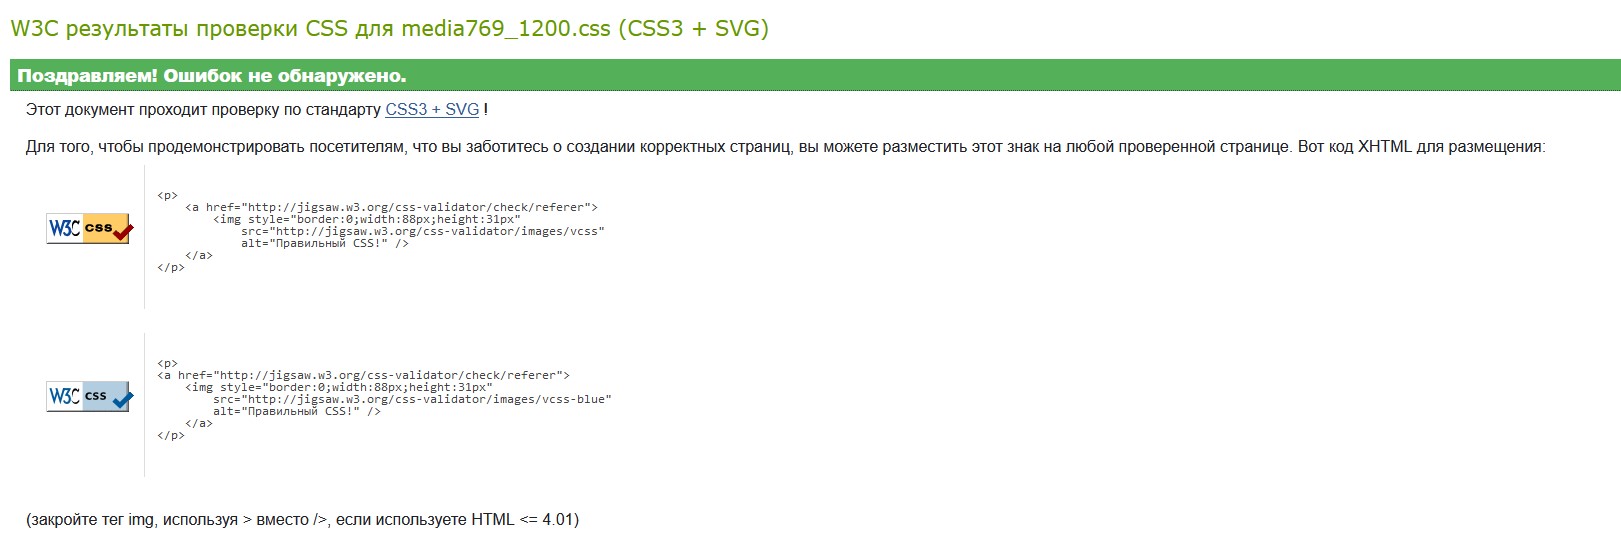 W3C результаты проверки CSS для media769_1200.css (CSS3 + SVG)
Поздравляем! Ошибок не обнаружено.
Этот документ проходит проверку по стандарту CSS3 + SVG !
Для того, чтобы продемонстрировать посетителям, что вы заботитесь о создании корректных страниц, вы можете разместить этот знак на любой проверенной странице. Вот код XHTML для размещения:
W3C css
<p>
    <a href="http://jigsaw.w3.org/css-validator/check/referer">
        <img style="border:0;width:88px;height:31px"
            src="http://jigsaw.w3.org/css-validator/images/vcss"
            alt="Правильный CSS!" />
    </a>
</p>
W3C css
<p>
<a href="http://jigsaw.w3.org/css-validator/check/referer">
    <img style="border:0;width:88px;height:31px"
        src="http://jigsaw.w3.org/css-validator/images/vcss-blue"
        alt="Правильный CSS!" />
    </a>
</p>
(закройте тег img, используя > вместо />, если используете HTML <= 4.01)